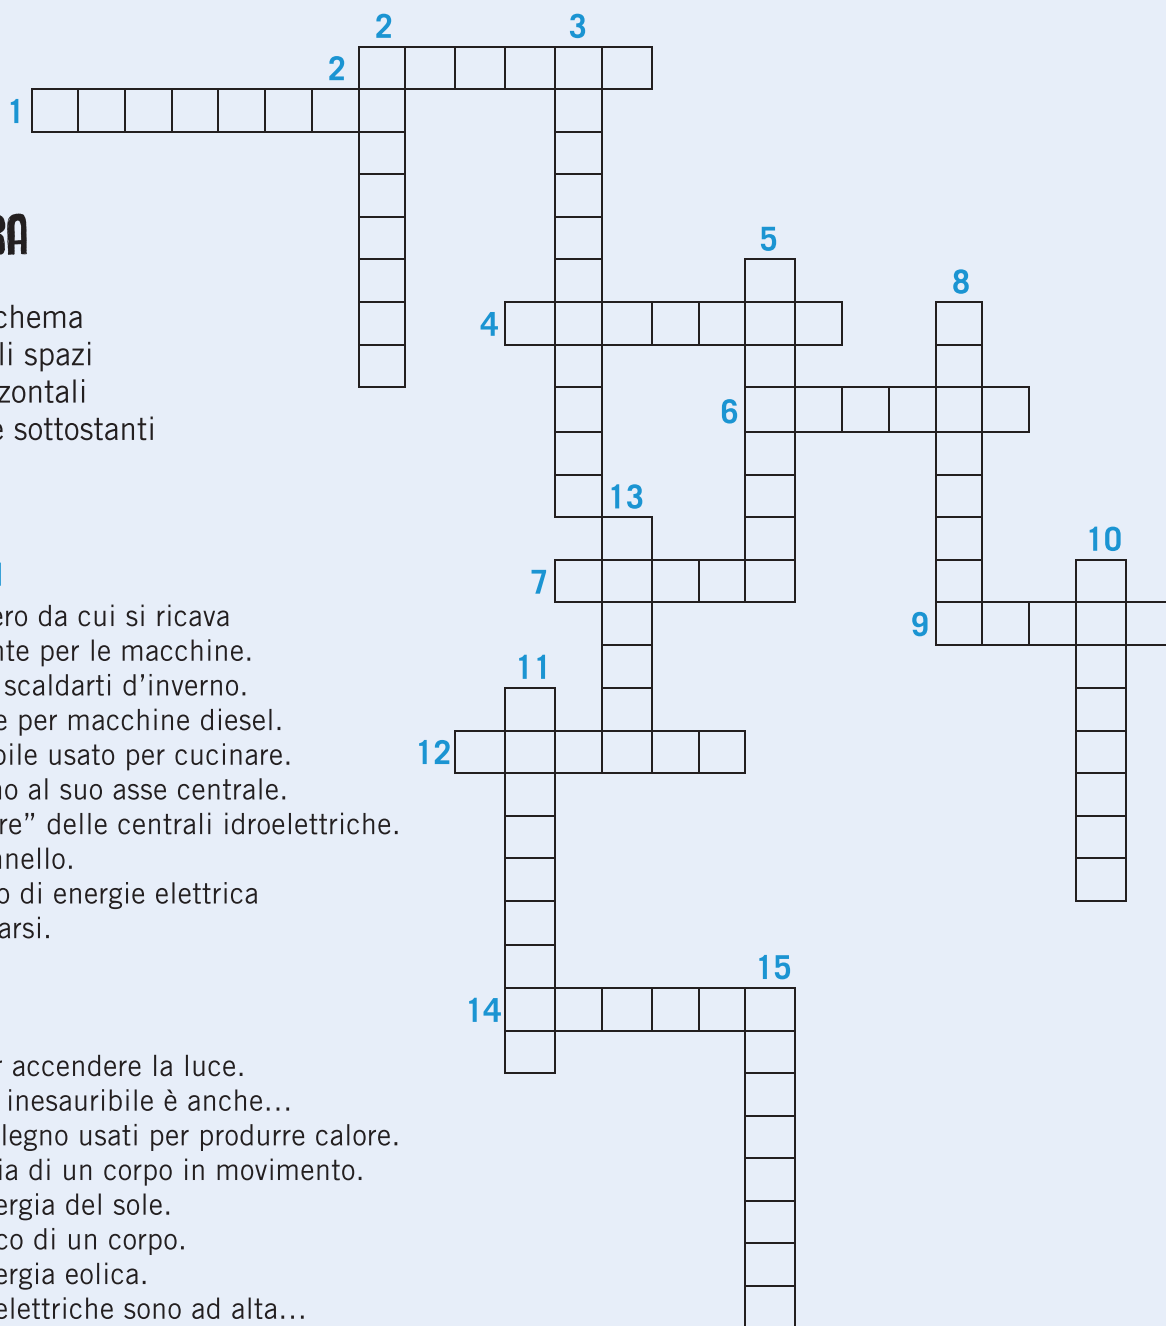 2 3
2
1
RA
chema
li spazi
zontali
e sottostanti
5
8
4
6
13
10
7
9
11
12
ero da cui si ricava
nte per le macchine.
scaldarti d’inverno.
e per macchine diesel.
bile usato per cucinare.
no al suo asse centrale.
re” delle centrali idroelettriche.
nello.
o di energie elettrica
arsi.
15
14
r accendere la luce.
inesauribile è anche…
legno usati per produrre calore.
ia di un corpo in movimento.
ergia del sole.
co di un corpo.
ergia eolica.
elettriche sono ad alta…